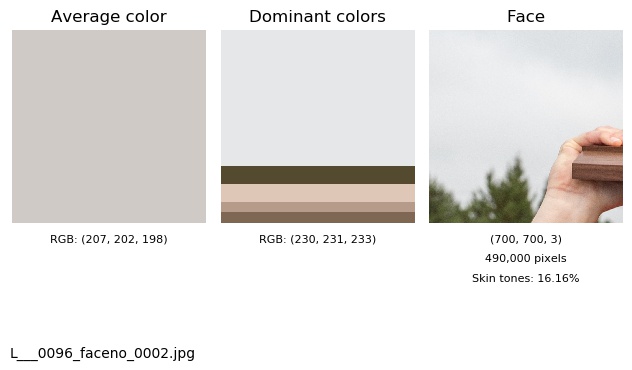 Average color
Dominant colors
Face
RGB: (207, 202, 198)
RGB: (230, 231, 233)
(700, 700, 3)
490,000 pixels
Skin tones: 16.16%
L___0096_faceno_0002.jpg